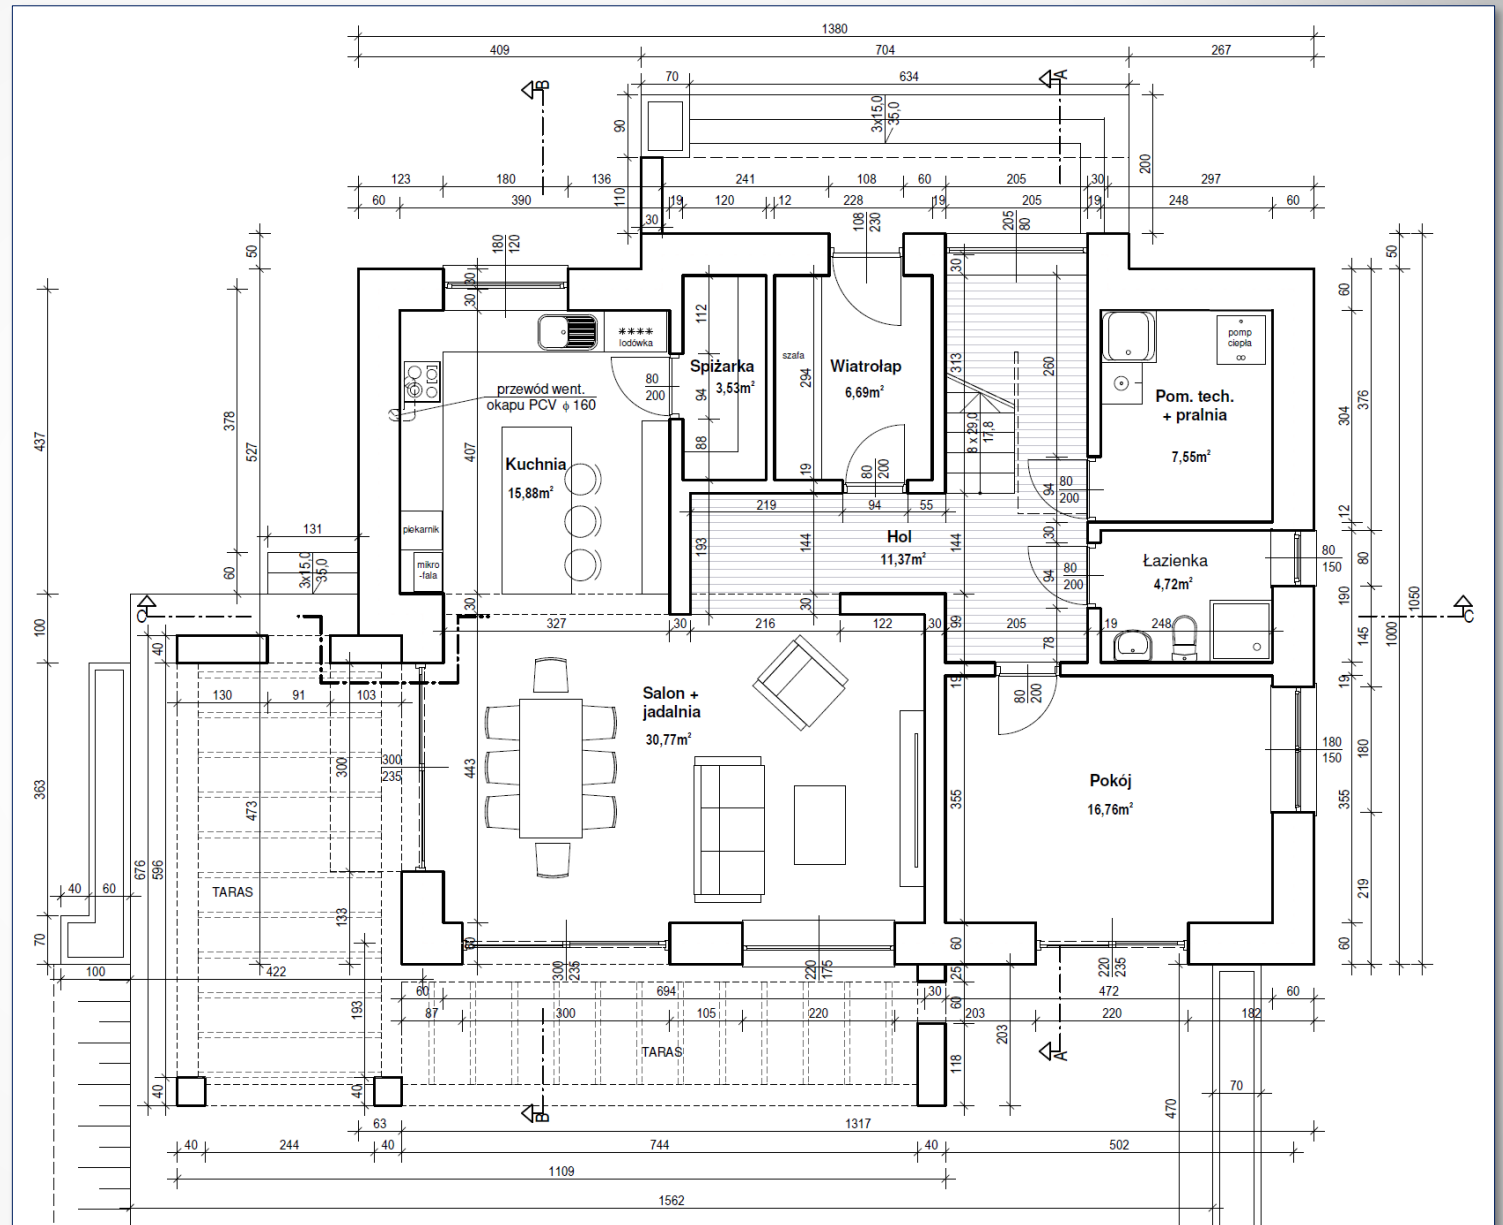 1380
409 704 267
70 634
B
A
3x15,0
35,0
90
200
123 180 136 241 108 60 205 30 297
110
60 390 19 120 12 228 19 205 19 248 60
30
180
120
108
230
205
80
50
50
30
30
30
60
lodówka
112
szafa
Spiżarka
3,53m²
Wiatrołap
6,69m²
294
313
260
pomp
ciepła
Pom. tech.
+ pralnia
7,55m²
304
376
80
200
94
przewód went.
okapu PCV ϕ 160
437
378
527
407
88
8 x 29,0
17,8
Kuchnia
15,88m²
19
80
200
94
80
200
219 94 55
12
piekarnik
mikro
-fala
131
3x15,0
35,0
60
193
144
Hol
11,37m²
144
30
94
80
200
Łazienka
4,72m²
80
150
80
190
1050
1000
C
C
100
30
30
327 30 216 122 30 99 205 19 248
78
145
40
19
19
130 91 103
80
200
Salon +
jadalnia
30,77m²
180
150
180
300
300
235
443
473
363
Pokój
16,76m²
355
355
676
596
TARAS
40 60
133
219
70
60
60
60
300
235
220
175
220
235
100 422
25
60 694 30 472 60
60
193
87 300 105 220 203 220 182
203
TARAS
A
118
40
40
70
470
B
63 1317
40 244 40 744 40 502
1109
1562